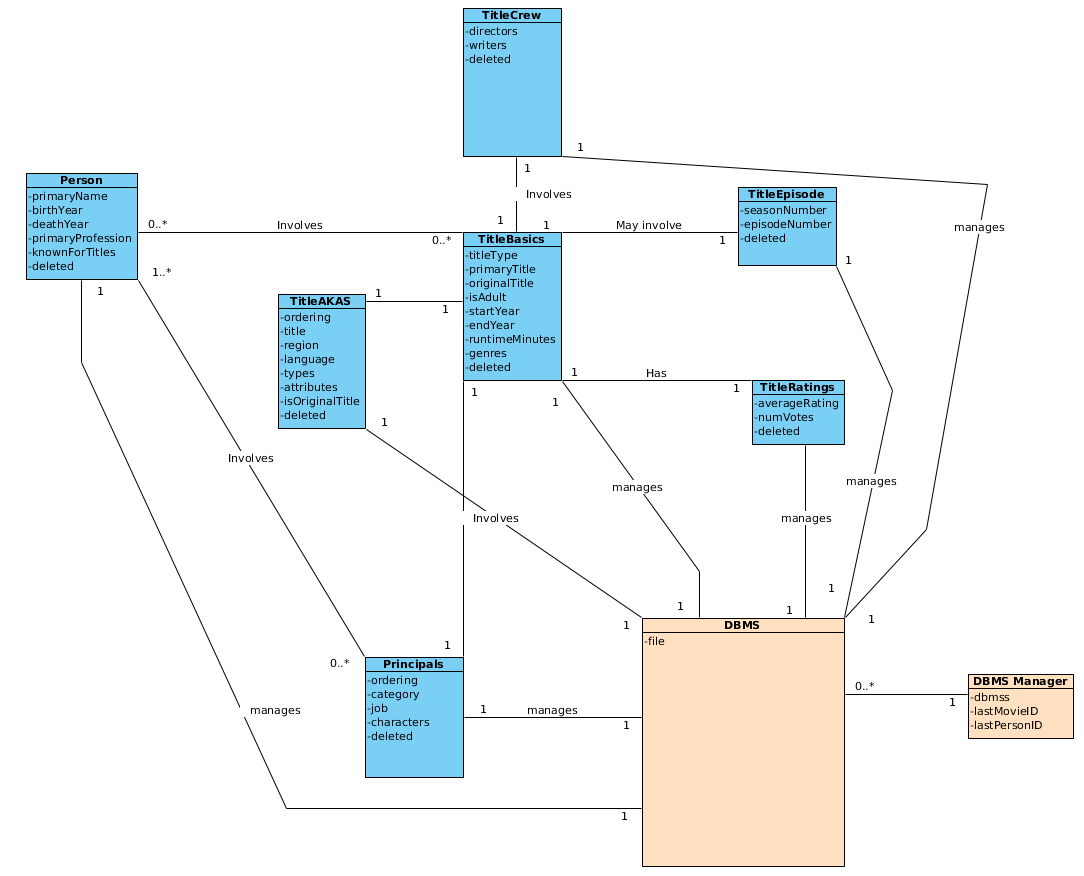 TitleCrew
-directors
-writers
-deleted
1
1
Involves
Person
-primaryName
-birthYear
-deathYear
-primaryProfession
-knownForTitles
-deleted
0..*
Involves
0..*
1
1
May involve
1
TitleEpisode
-seasonNumber
-episodeNumber
-deleted
1
manages
TitleBasics
-titleType
-primaryTitle
-originalTitle
-isAdult
-startYear
-endYear
-runtimeMinutes
-genres
-deleted
1..*
1
TitleAKAS
-ordering
-title
-region
-language
-types
-attributes
-isOriginalTitle
-deleted
1
1
1
1
1
1
Has
1
TitleRatings
-averageRating
-numVotes
-deleted
Involves
manages
manages
Involves
manages
1
1
1
1
1
1
0..*
Principals
-ordering
-category
-job
-characters
-deleted
1
manages
1
manages
1
DBMS
-file
0..*
1
DBMS Manager
-dbmss
-lastMovieID
-lastPersonID